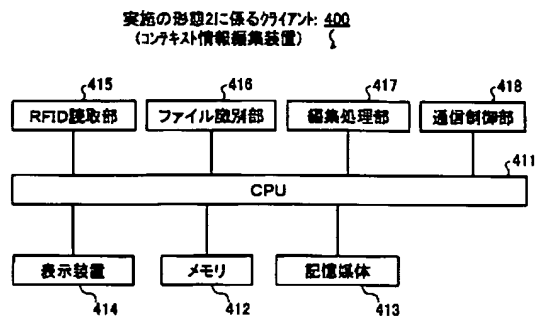 実施の形態2に係るクライアント: 400
(コンテキスト情報編集装置)
415 416 417 418
RFID読取部 ファイル識別部 編集処理部 通信制御部
411
CPU
表示装置 メモリ 記憶媒体
414 412 413